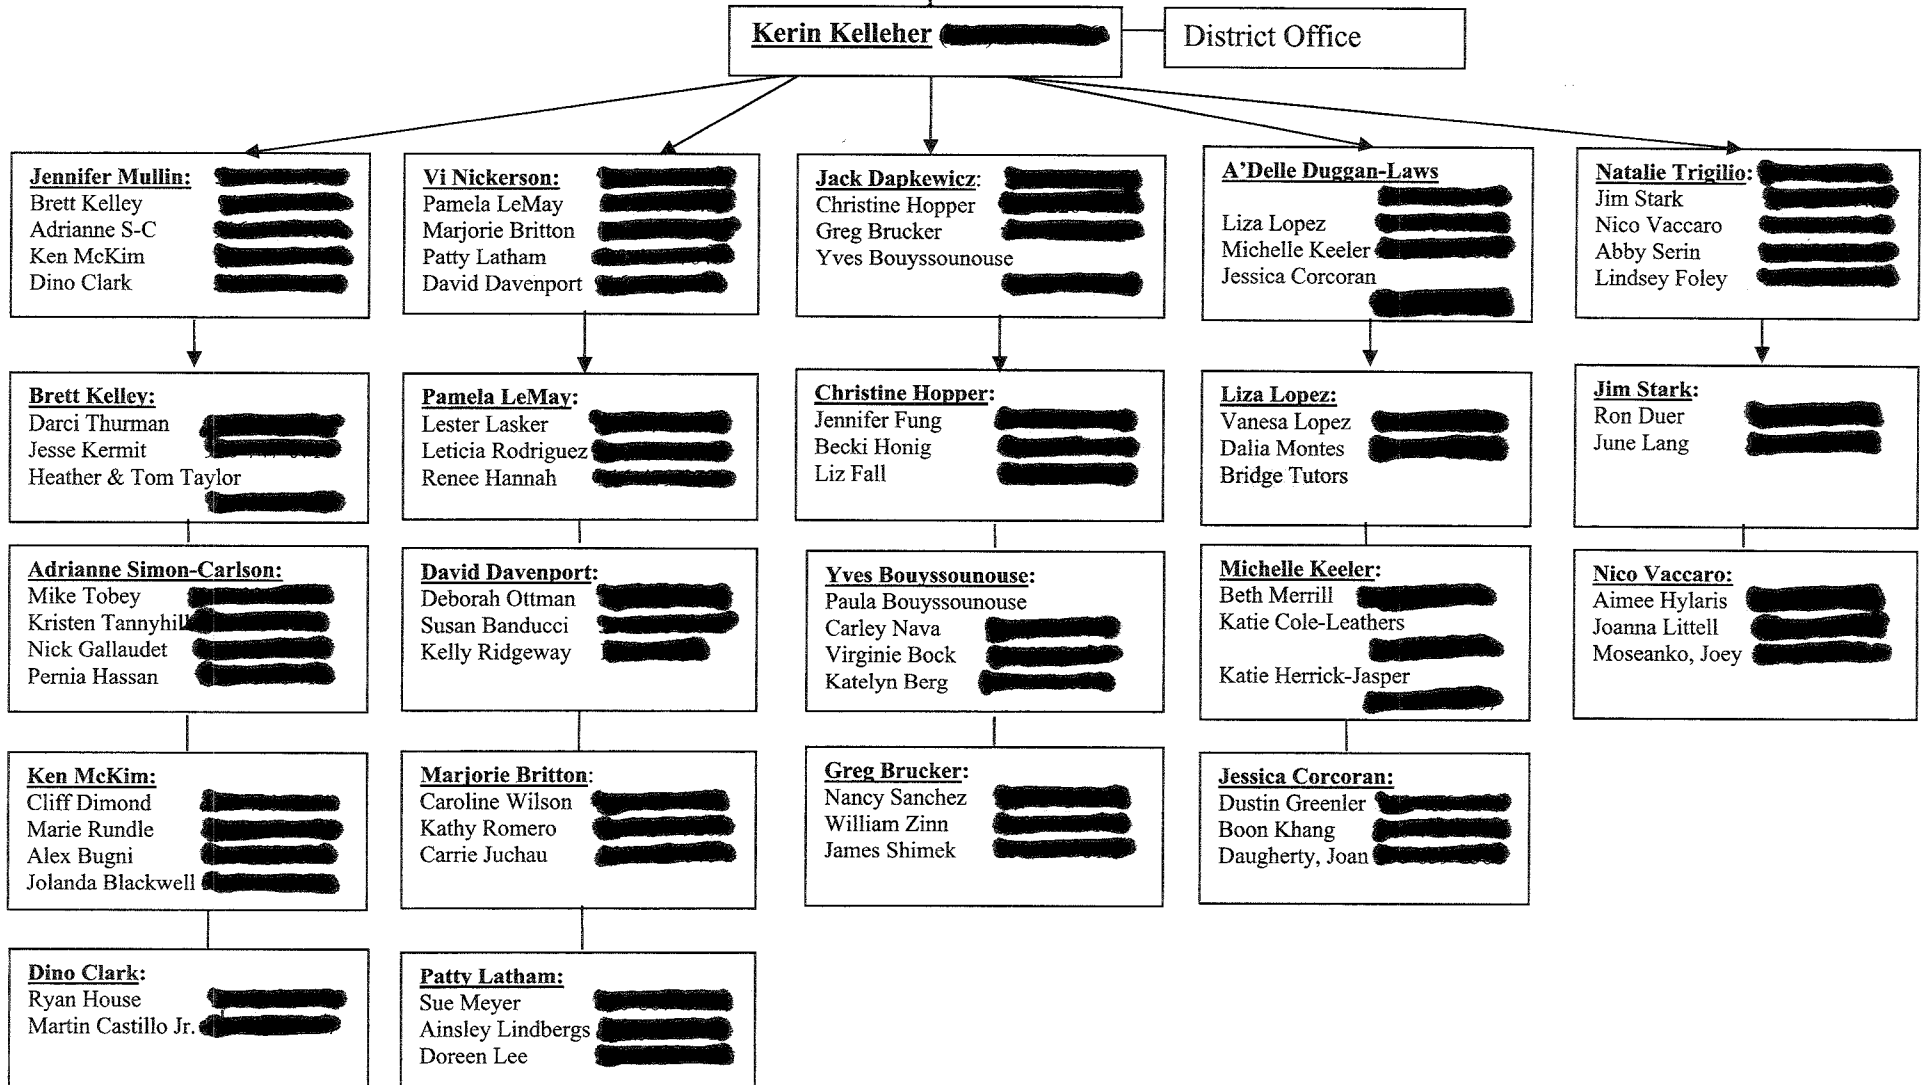 Kerin Kelleher
District Office
Jennifer Mullin:
Brett Kelley
Adrianne S-C
Ken McKim
Dino Clark
Vi Nickerson:
Pamela LeMay
Marjorie Britton
Patty Latham
David Davenport
Jack Dapkewicz:
Christine Hopper
Greg Brucker
Yves Bouyssounouse
A'Delle Duggan-Laws
Liza Lopez
Michelle Keeler
Jessica Corcoran
Natalie Trigilio:
Jim Stark
Nico Vaccaro
Abby Serin
Lindsey Foley
Brett Kelley:
Darci Thurman
Jesse Kermit
Heather & Tom Taylor
Pamela LeMay:
Lester Lasker
Leticia Rodriguez
Renee Hannah
Christine Hopper:
Jennifer Fung
Becki Honig
Liz Fall
Liza Lopez:
Vanesa Lopez
Dalia Montes
Bridge Tutors
Jim Stark:
Ron Duer
June Lang
Adrianne Simon-Carlson:
Mike Tobey
Kristen Tannyhill
Nick Gallaudet
Pernia Hassan
David Davenport:
Deborah Ottman
Susan Banducci
Kelly Ridgeway
Yves Bouyssounouse:
Paula Bouyssounouse
Carley Nava
Virginie Bock
Katelyn Berg
Michelle Keeler:
Beth Merrill
Katie Cole-Leathers
Katie Herrick-Jasper
Nico Vaccaro:
Aimee Hylaris
Joanna Littell
Moseanko, Joey
Ken McKim:
Cliff Dimond
Marie Rundle
Alex Bugni
Jolanda Blackwell
Marjorie Britton:
Caroline Wilson
Kathy Romero
Carrie Juchau
Greg Brucker:
Nancy Sanchez
William Zinn
James Shimek
Jessica Corcoran:
Dustin Greenler
Boon Khang
Daugherty, Joan
Dino Clark:
Ryan House
Martin Castillo Jr.
Patty Latham:
Sue Meyer
Ainsley Lindbergs
Doreen Lee